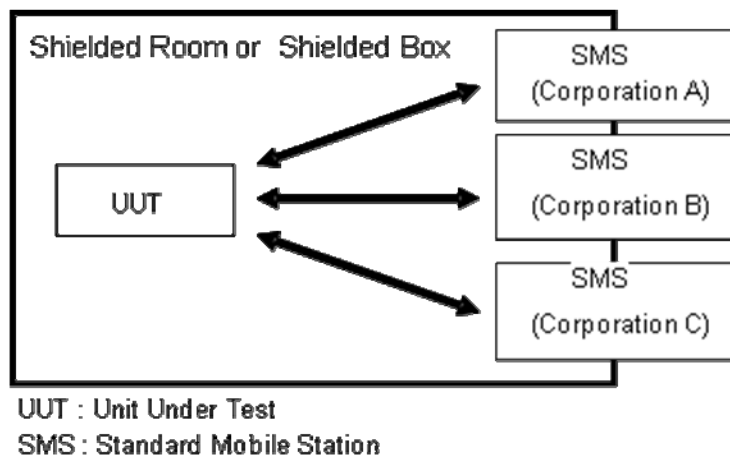 Shielded Room or Shielded Box
SMS
(Corporation A)
SMS
(Corporation B)
UUT
SMS
(Corporation C)
UUT : Unit Under Test
SMS : Standard Mobile Station